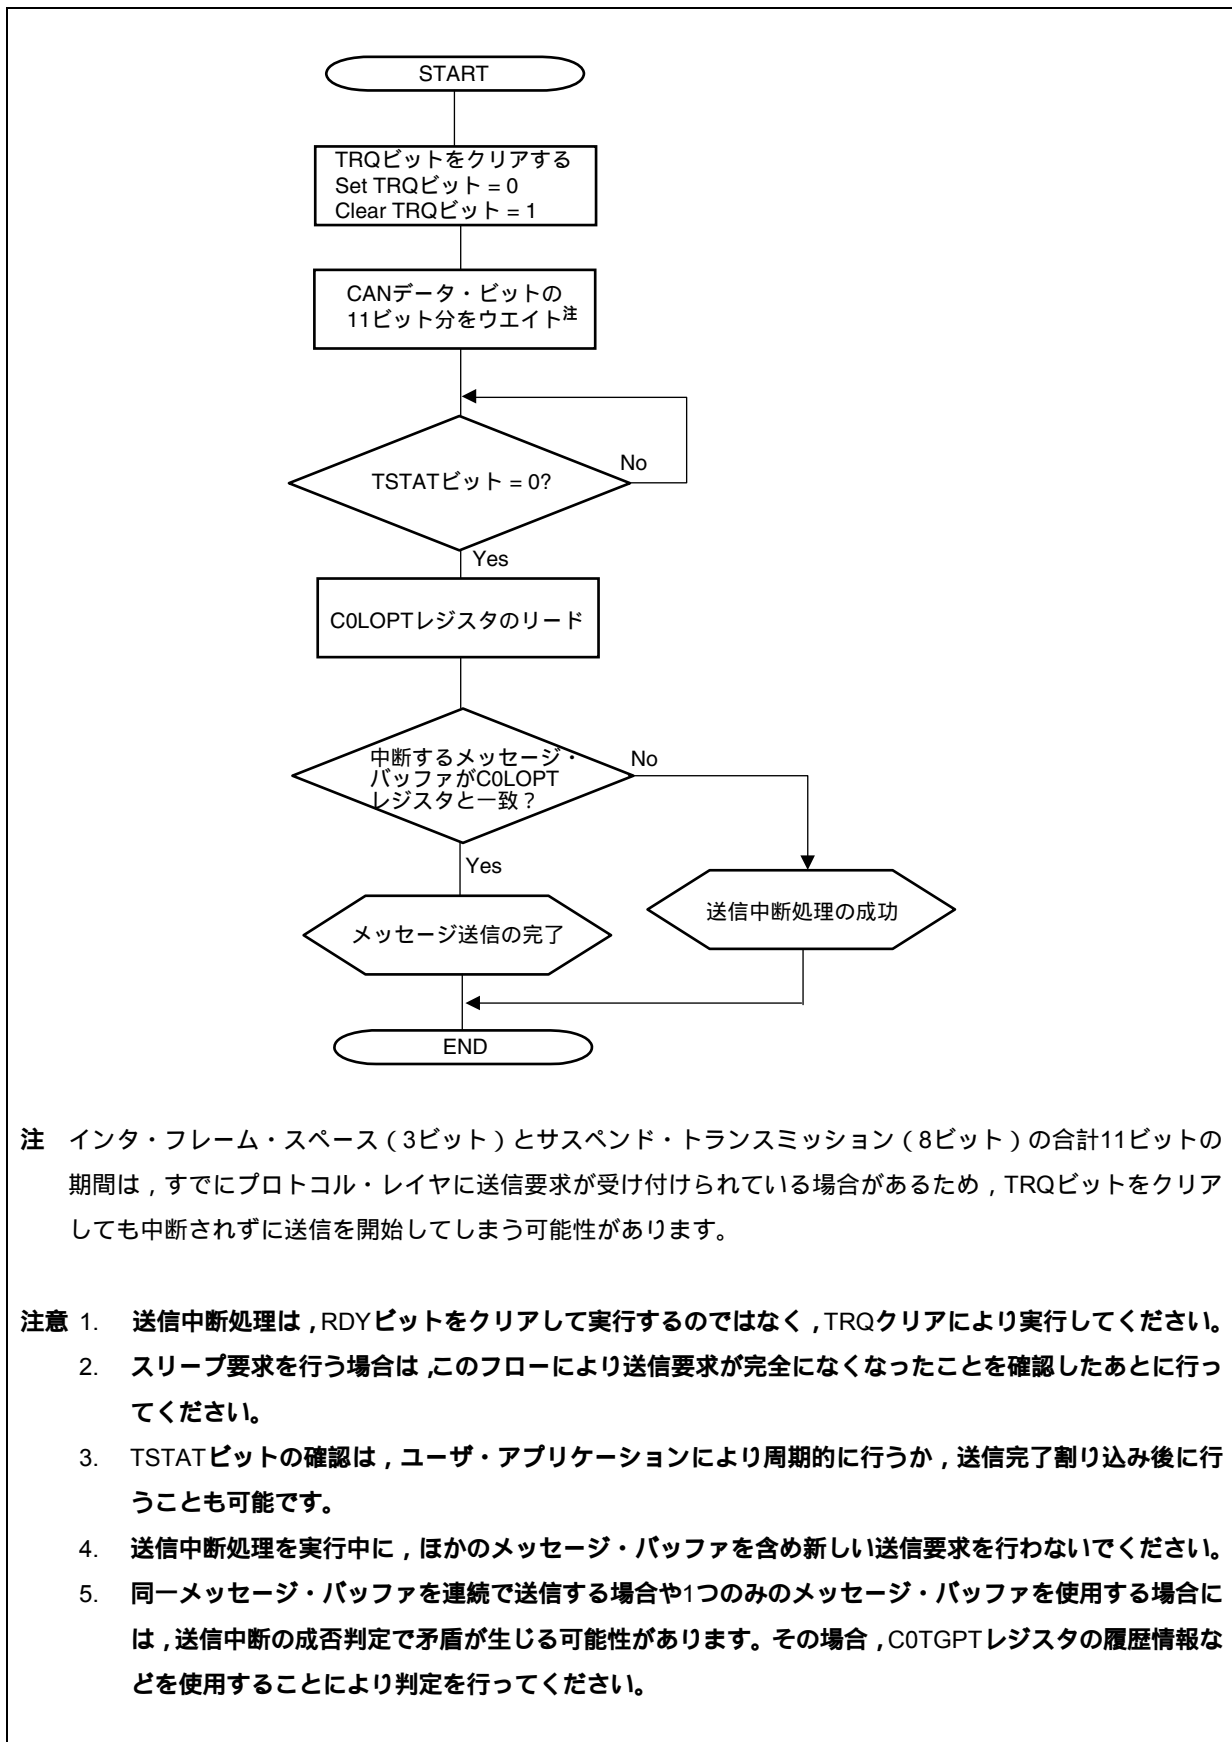 START
TRQビットをクリアする
Set TRQビット = 0
Clear TRQビット = 1
CANデータ・ビットの
11ビット分をウエイト注
TSTATビット = 0?
No
Yes
C0LOPTレジスタのリード
中断するメッセージ・
バッファがC0LOPT
レジスタと一致？
No
Yes
送信中断処理の成功
メッセージ送信の完了
END
注 インタ・フレーム・スペース（3ビット）とサスペンド・トランスミッション（8ビット）の合計11ビットの
期間は，すでにプロトコル・レイヤに送信要求が受け付けられている場合があるため，TRQビットをクリア
しても中断されずに送信を開始してしまう可能性があります。
注意 1. 送信中断処理は，RDYビットをクリアして実行するのではなく，TRQクリアにより実行してください。
2. スリープ要求を行う場合は，このフローにより送信要求が完全になくなったことを確認したあとに行っ
てください。
3. TSTATビットの確認は，ユーザ・アプリケーションにより周期的に行うか，送信完了割り込み後に行
うことも可能です。
4. 送信中断処理を実行中に，ほかのメッセージ・バッファを含め新しい送信要求を行わないでください。
5. 同一メッセージ・バッファを連続で送信する場合や1つのみのメッセージ・バッファを使用する場合に
は，送信中断の成否判定で矛盾が生じる可能性があります。その場合，C0TGPTレジスタの履歴情報な
どを使用することにより判定を行ってください。